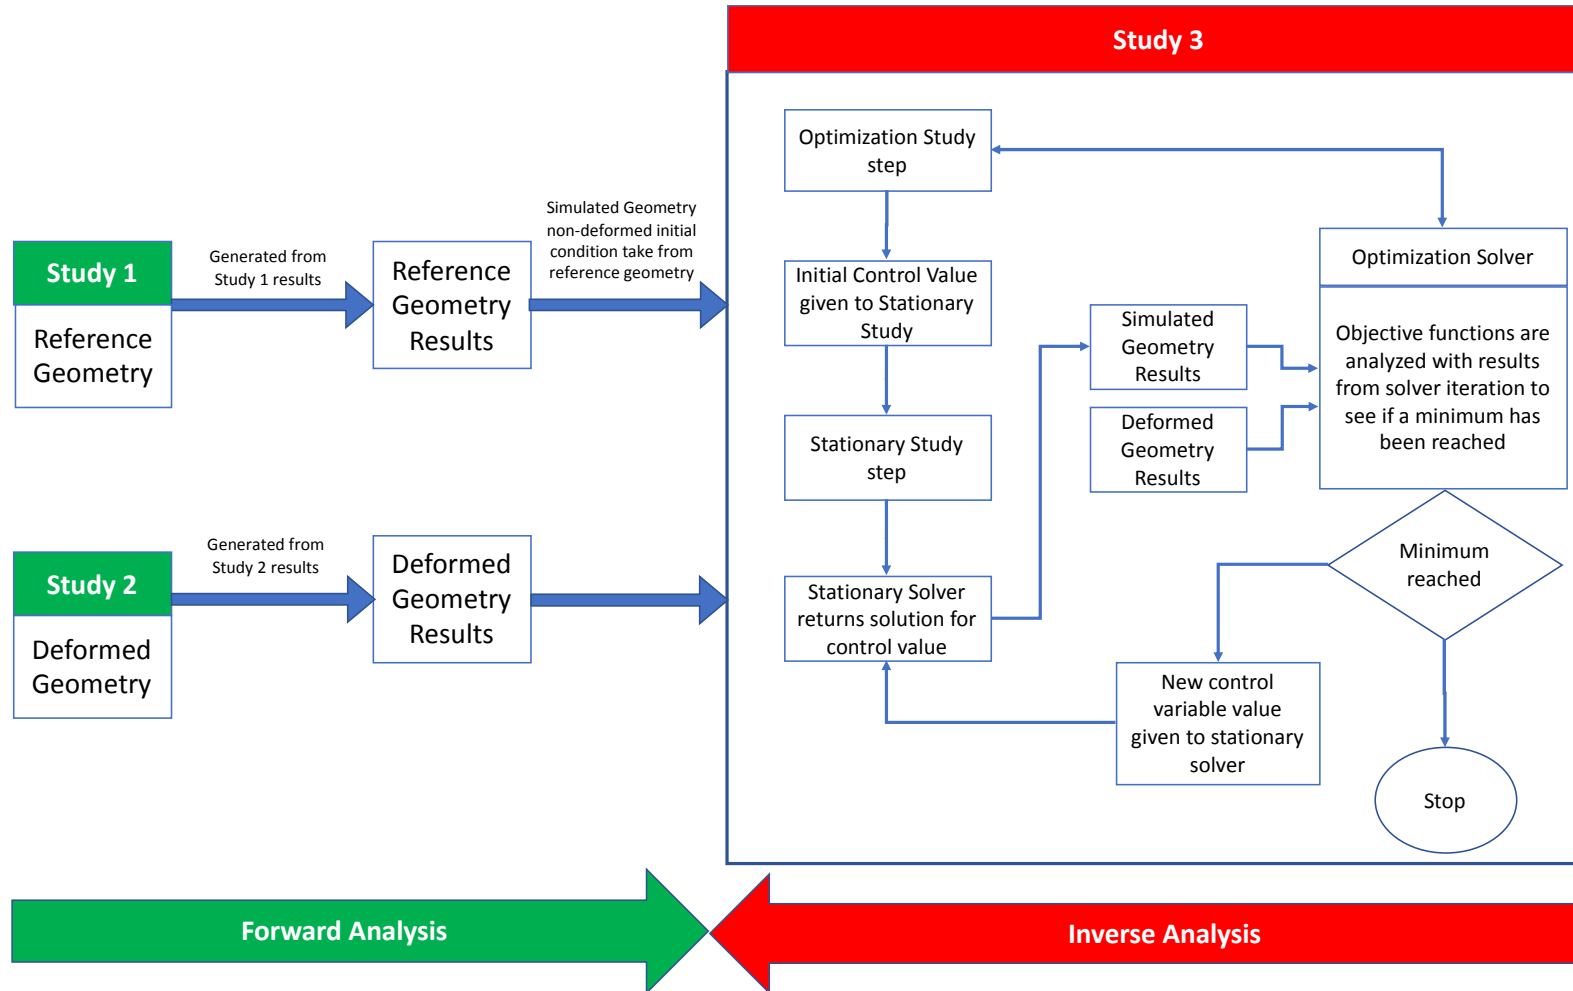 Study 3
Optimization Study
step
Simulated Geometry
non-deformed initial
condition take from
reference geometry
Study 1
Reference
Geometry
Generated from
Study 1 results
Reference
Geometry
Results
Initial Control Value
given to Stationary
Study
Optimization Solver
Objective functions are
analyzed with results
from solver iteration to
see if a minimum has
been reached
Simulated
Geometry
Results
Deformed
Geometry
Results
Stationary Study
step
Study 2
Deformed
Geometry
Generated from
Study 2 results
Deformed
Geometry
Results
Stationary Solver
returns solution for
control value
Minimum
reached
New control
variable value
given to stationary
solver
Stop
Forward Analysis
Inverse Analysis